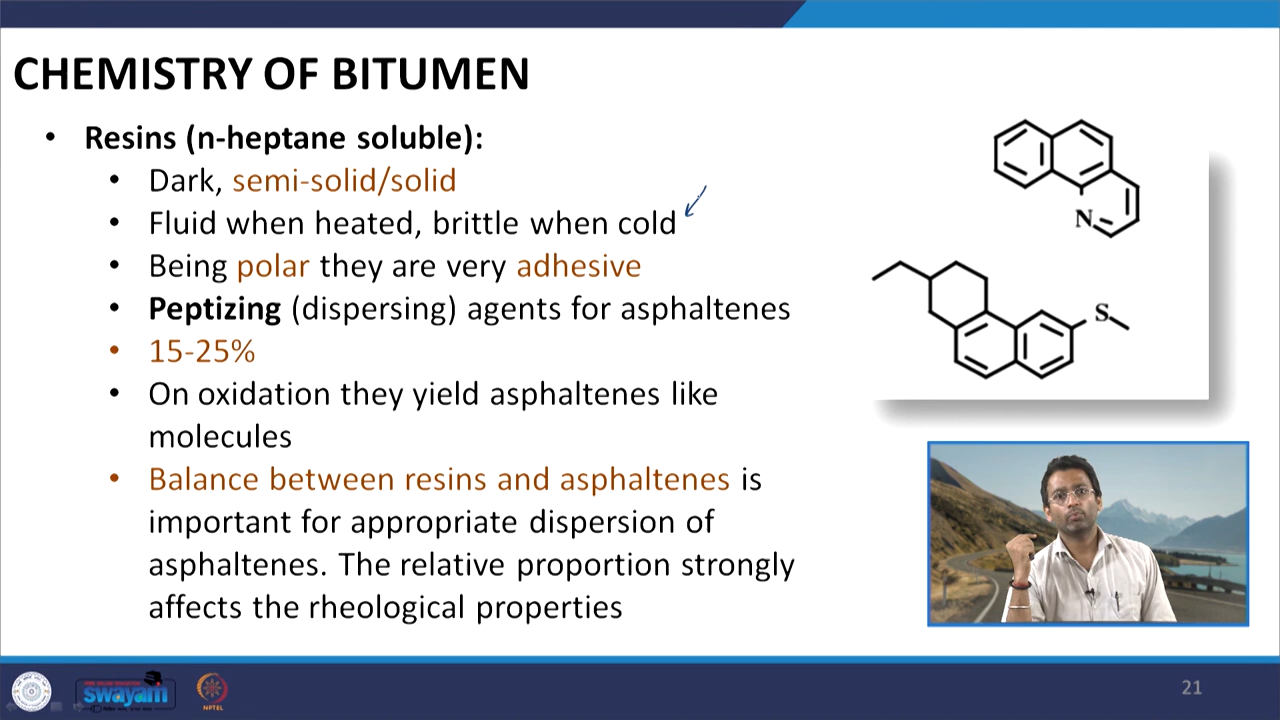 CHEMISTRY OF BITUMEN
• Resins (n-heptane soluble):
• Dark, semi-solid/solid
• Fluid when heated, brittle when cold
• Being polar they are very adhesive
• Peptizing (dispersing) agents for asphaltenes
• 15-25%
• On oxidation they yield asphaltenes like
molecules
• Balance between resins and asphaltenes is
important for appropriate dispersion of
asphaltenes. The relative proportion strongly
affects the rheological properties
N
S
swayam
NPTEL
21